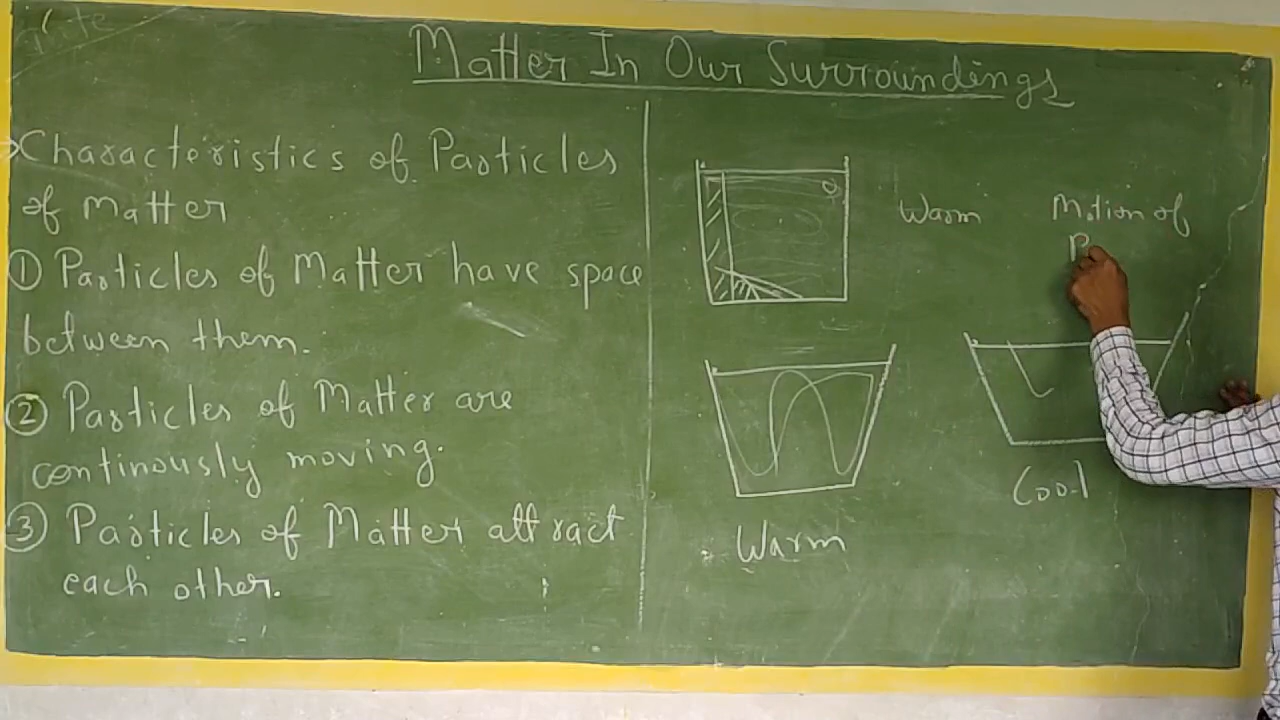 Matter In Our Surroundings
Characteristics of Particles
of Matter
① Particles of Matter have space
between them.
② Particles of Matter are
continously moving.
③ Particles of Matter attract
each other.
Warm
Motion of
P
Warm
Cool